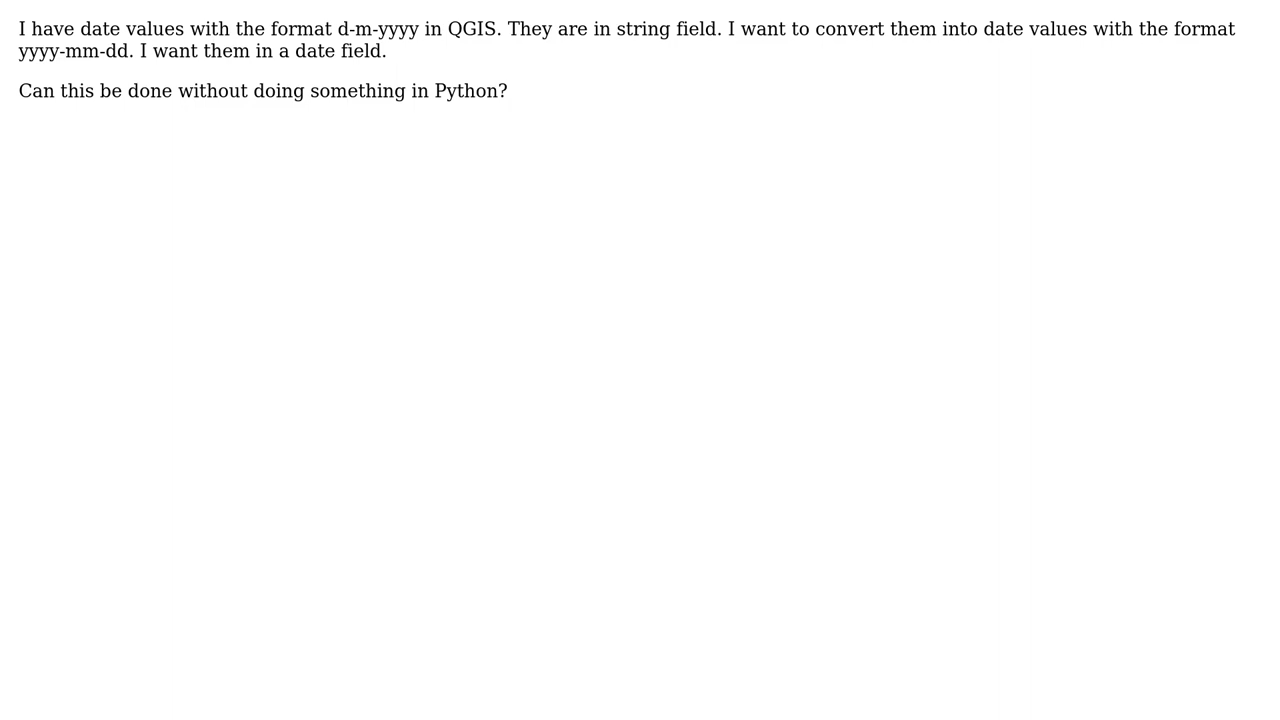 I have date values with the format d-m-yyyy in QGIS. They are in string field. I want to convert them into date values with the format
yyyy-mm-dd. I want them in a date field.
Can this be done without doing something in Python?